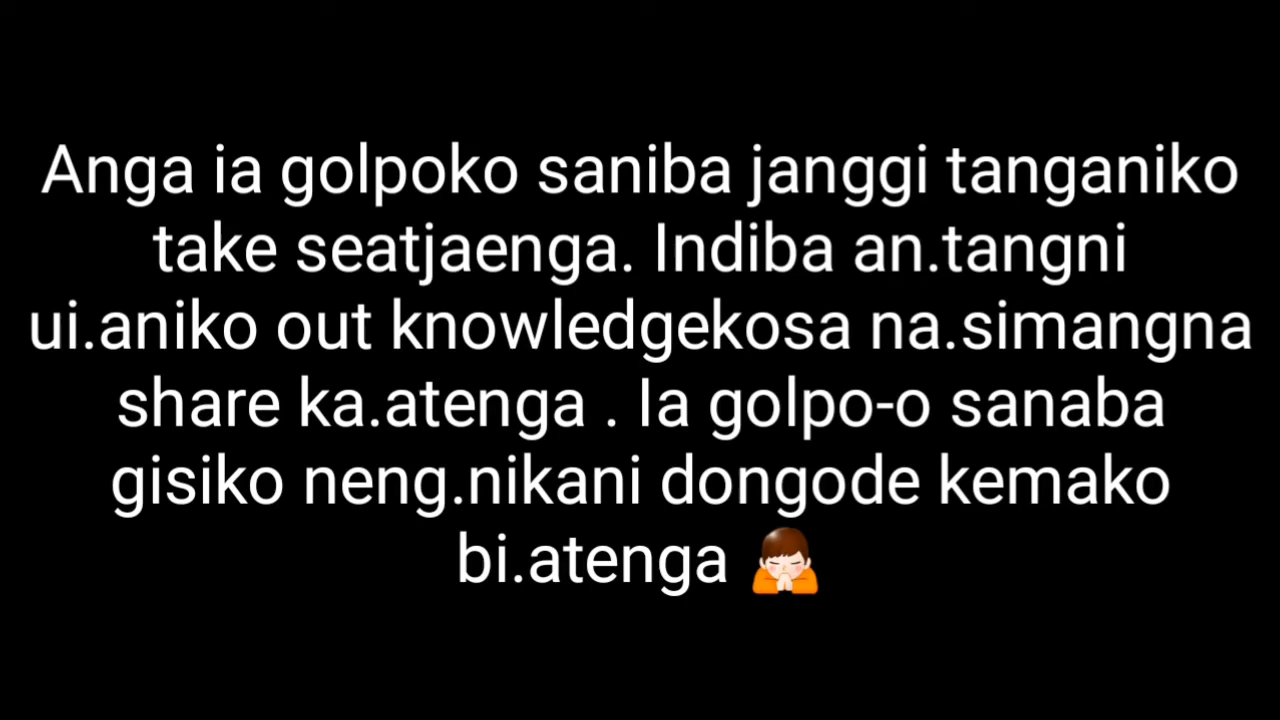 Anga ia golpoko saniba janggi tanganiko
take seatjaenga. Indiba an.tangni
ui.aniko out knowledgekosa na.simangna
share ka.atenga . Ia golpo-o sanaba
gisiko neng.nikani dongode kemako
bi.atenga 🙏